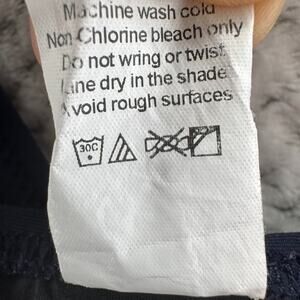 Machine wash cold
Non-Chlorine bleach only
Do not wring or twist
Line dry in the shade
Avoid rough surfaces
30C